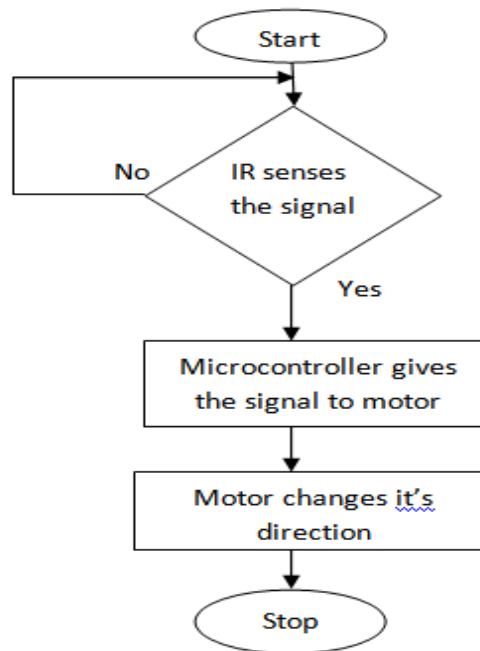 Start
No
IR senses
the signal
Yes
Microcontroller gives
the signal to motor
Motor changes it’s
direction
Stop